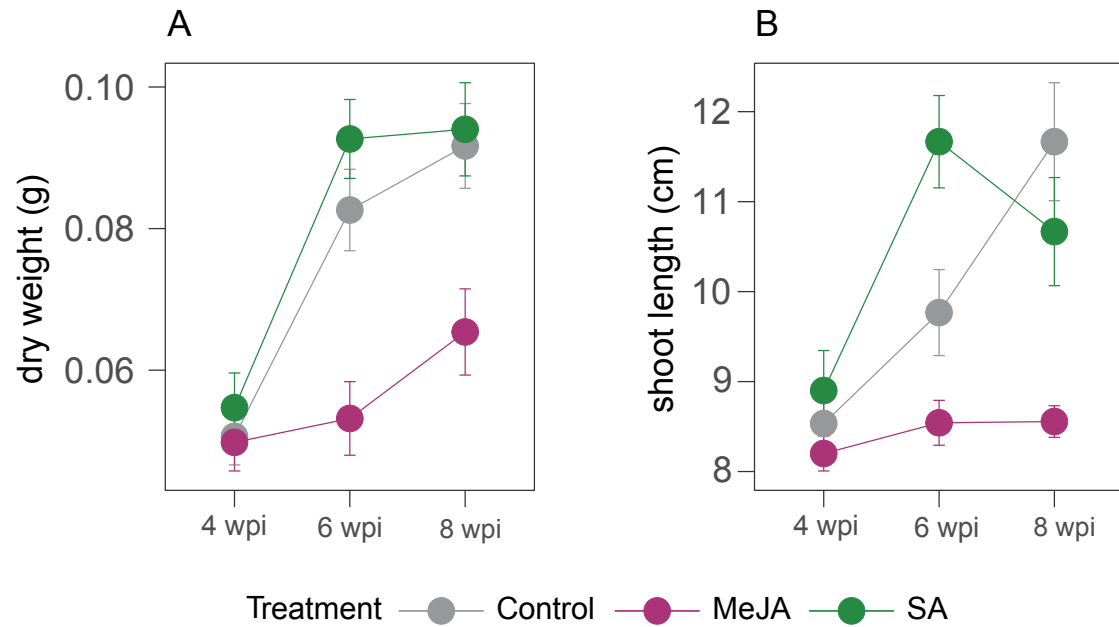 A
dry weight (g)
0.10
0.08
0.06
4 wpi
6 wpi
8 wpi
B
shoot length (cm)
12
11
10
9
8
4 wpi
6 wpi
8 wpi
Treatment Control MeJA SA